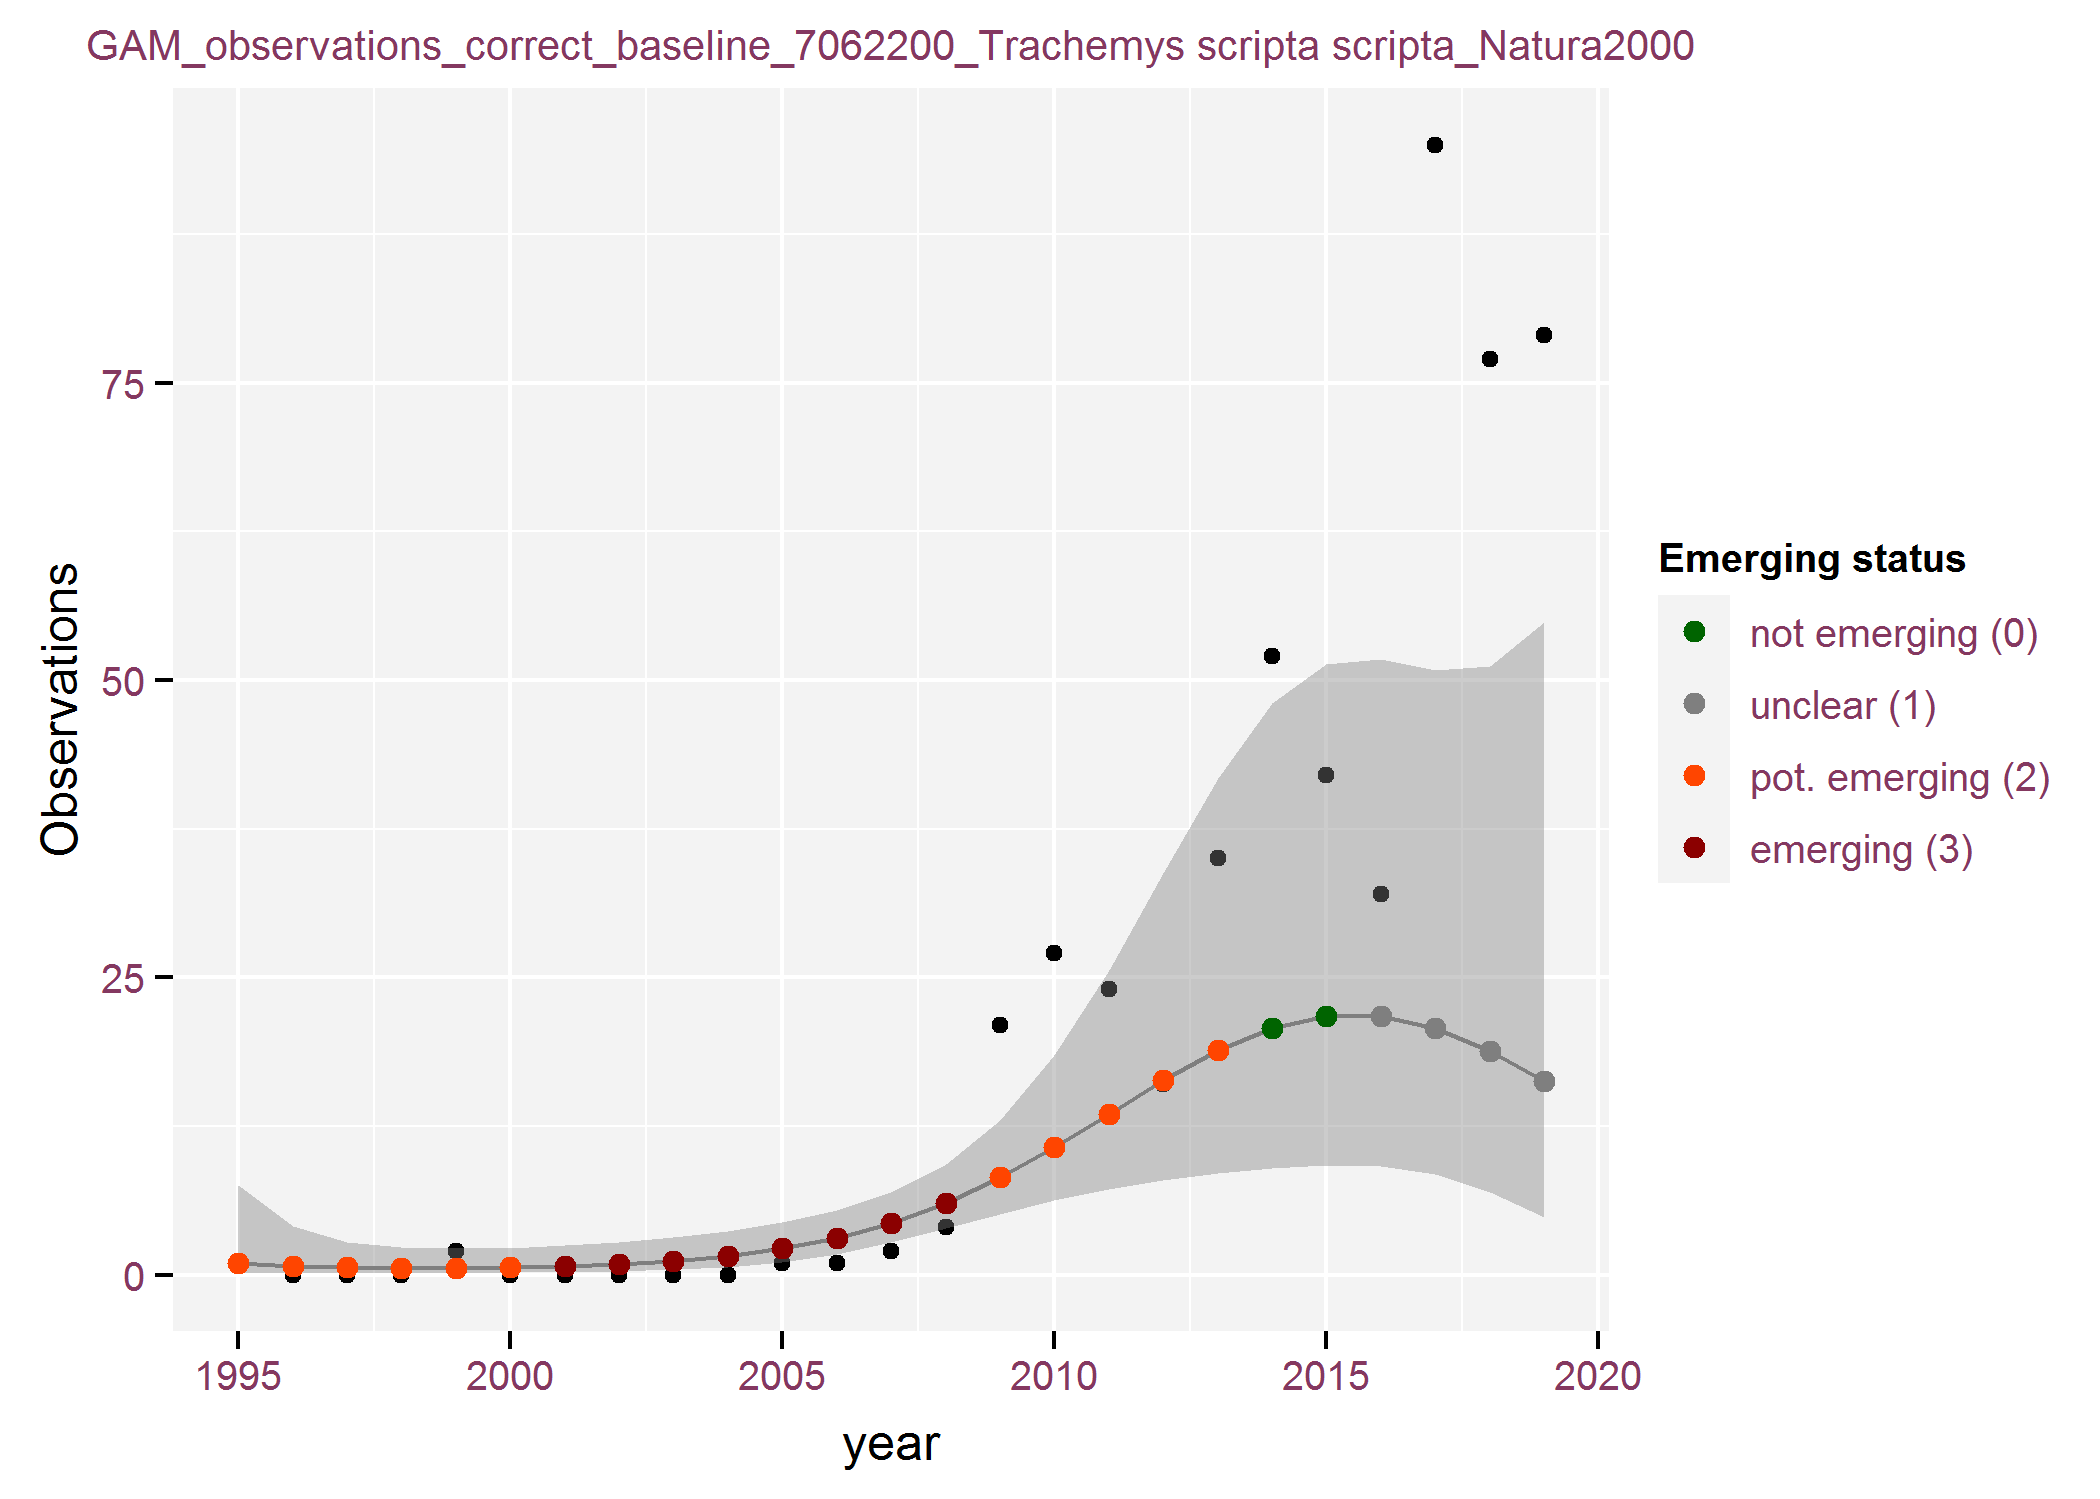 GAM_observations_correct_baseline_7062200_Trachemys scripta scripta_Natura2000
Observations
75
50
25
0
1995 2000 2005 2010 2015 2020
year
Emerging status
not emerging (0)
unclear (1)
pot. emerging (2)
emerging (3)